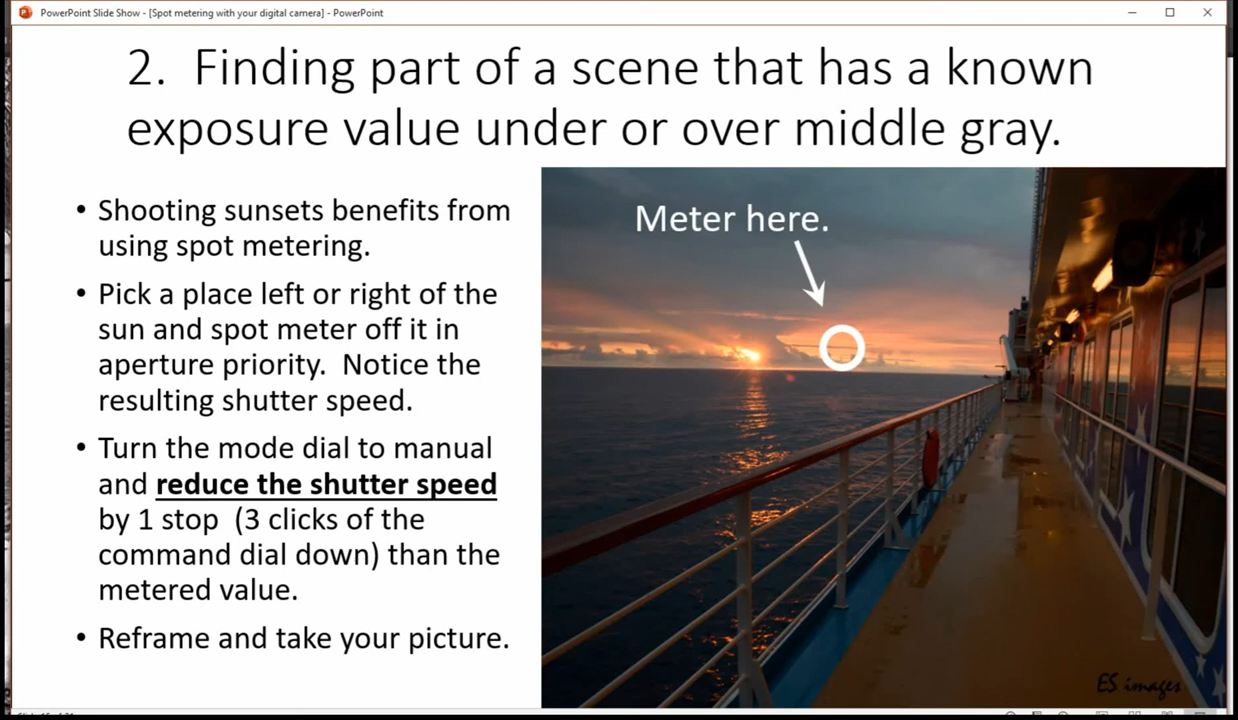 PowerPoint Slide Show - [Spot metering with your digital camera] - PowerPoint
2. Finding part of a scene that has a known
exposure value under or over middle gray.
• Shooting sunsets benefits from
using spot metering.
• Pick a place left or right of the
sun and spot meter off it in
aperture priority. Notice the
resulting shutter speed.
• Turn the mode dial to manual
and reduce the shutter speed
by 1 stop (3 clicks of the
command dial down) than the
metered value.
• Reframe and take your picture.
Meter here.
ES images